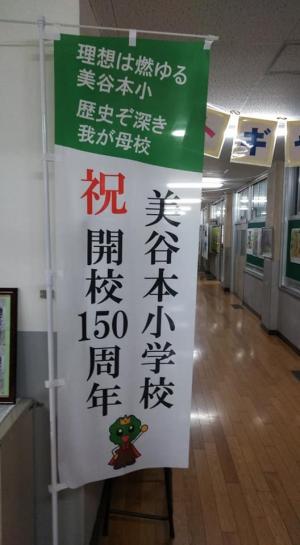 理想は燃ゆる
美谷本小
歴史ぞ深き
我が母校
美谷本小学校
祝 開校150周年
ギ